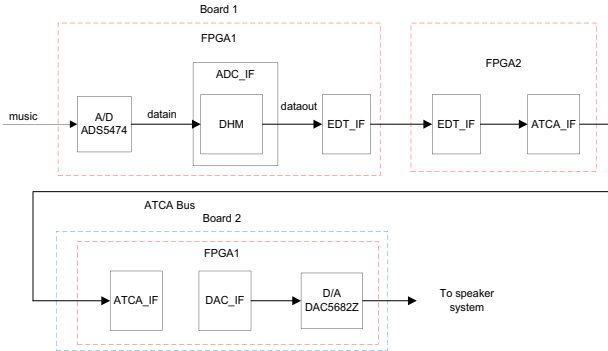 Board 1
FPGA1
FPGA2
ADC_IF
music
A/D
ADS5474
datain
DHM
dataout
EDT_IF
EDT_IF
ATCA_IF
ATCA Bus
Board 2
FPGA1
ATCA_IF
DAC_IF
D/A
DAC5682Z
To speaker
system